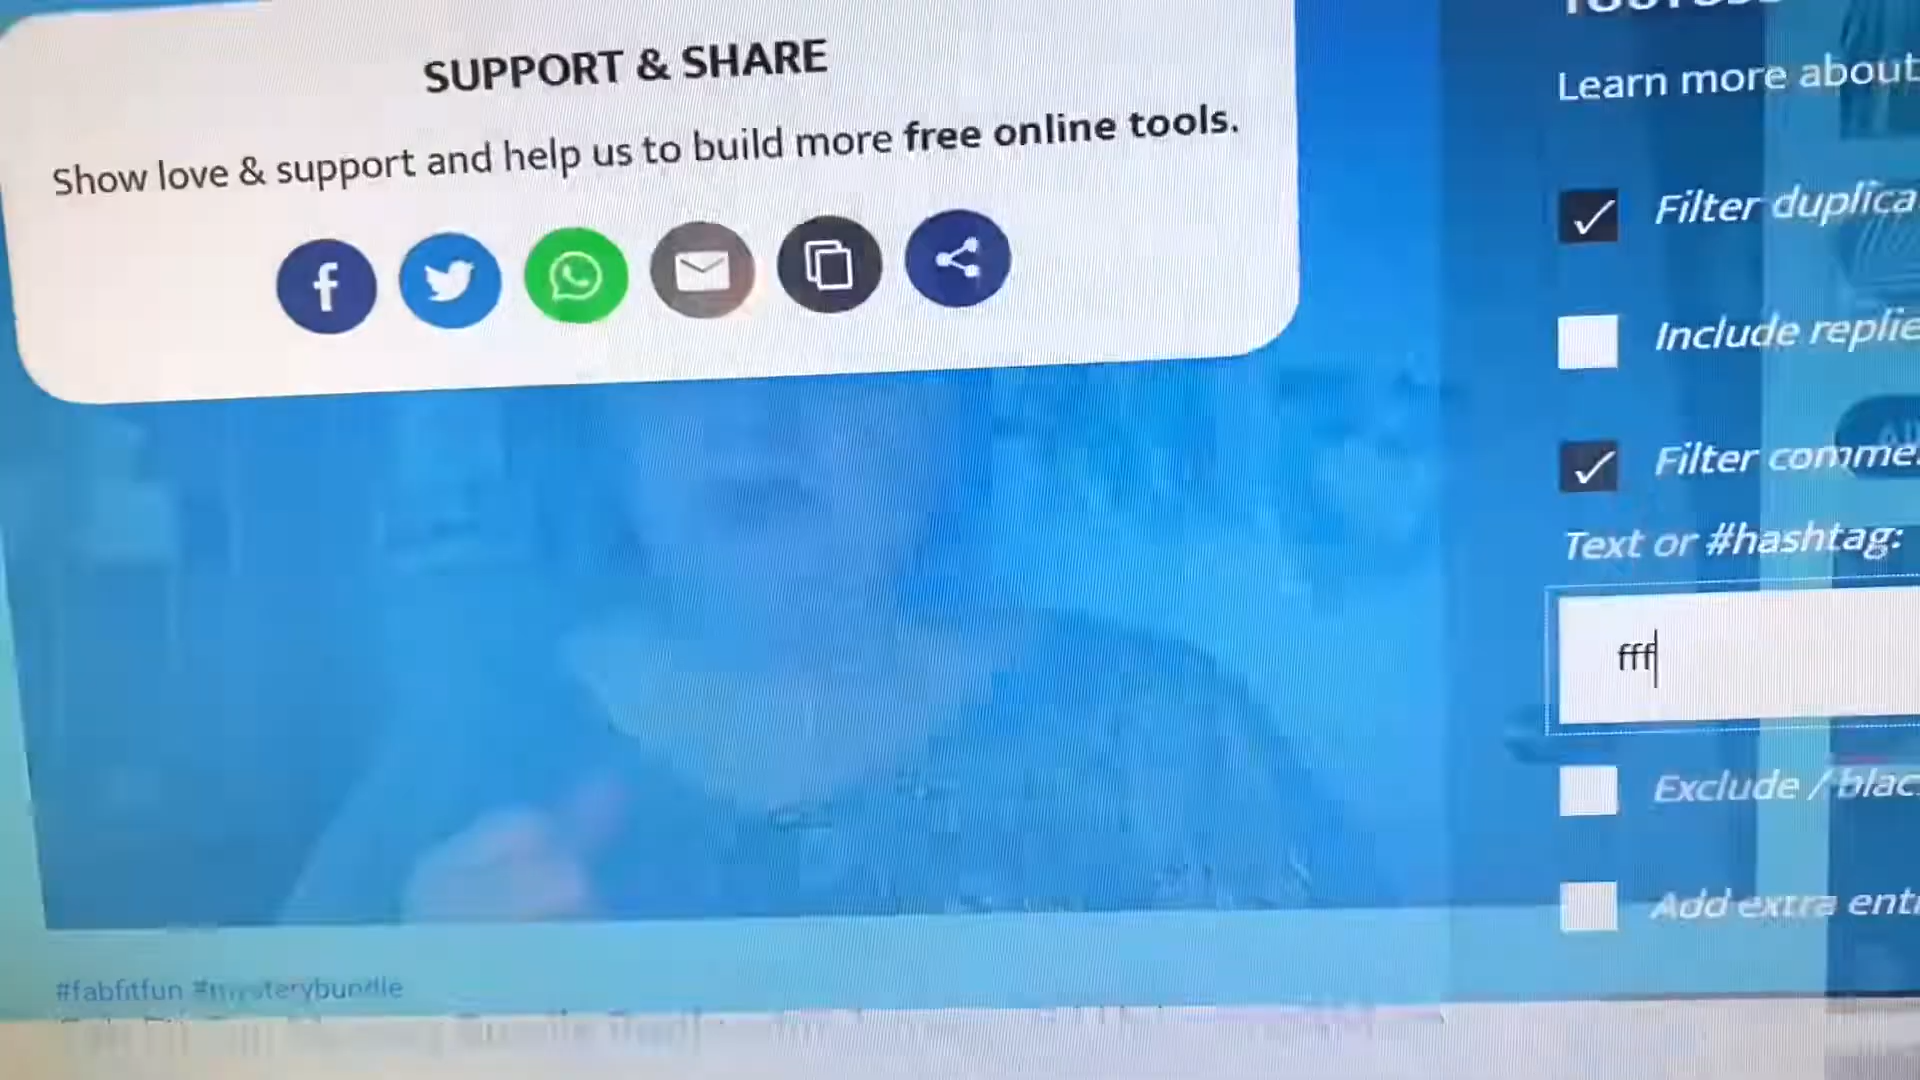 SUPPORT & SHARE
Show love & support and help us to build more free online tools.
Learn more about
Filter duplica
Include replie
Filter comme
Text or #hashtag:
fff
Exclude / blac
Add extra ent
#fabfitfun #mysterybundle